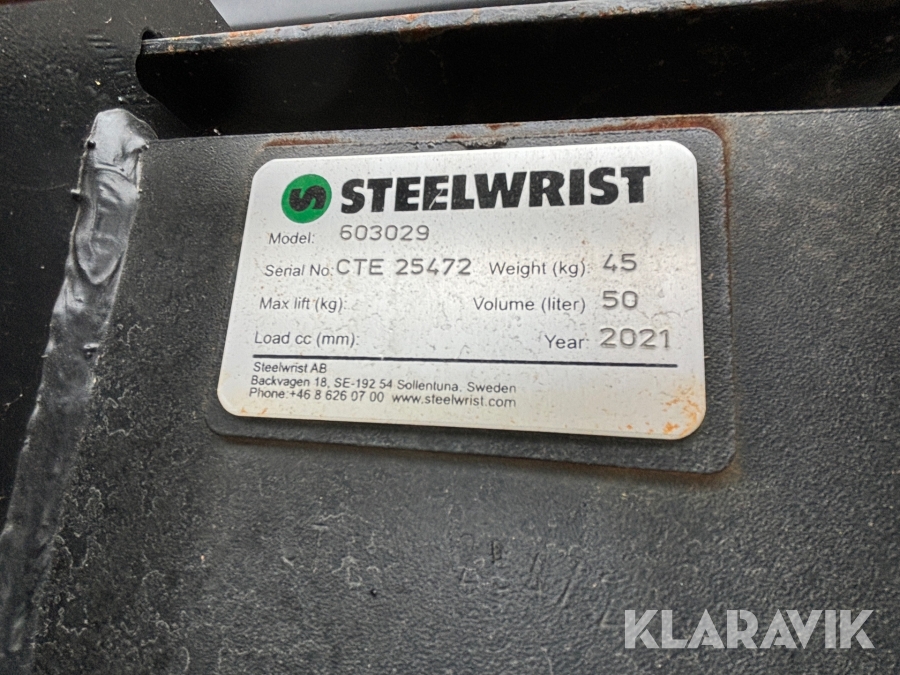 STEELWRIST
Model: 603029
Serial No: CTE 25472 Weight (kg): 45
Max lift (kg): Volume (liter) 50
Load cc (mm): Year: 2021
Steelwrist AB
Backvagen 18, SE-192 54 Sollentuna, Sweden
Phone:+46 8 626 07 00 www.steelwrist.com
KLARAVIK